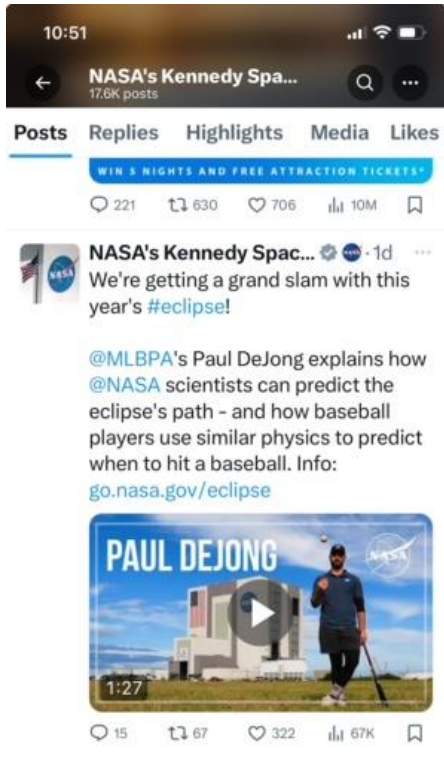 10:51
NASA's Kennedy Spa...
17.6K posts
Posts Replies Highlights Media Likes
WIN 5 NIGHTS AND FREE ATTRACTION TICKETS*
221 630 706 10M
NASA's Kennedy Spac... · 1d
We're getting a grand slam with this
year's #eclipse!
@MLBPA's Paul DeJong explains how
@NASA scientists can predict the
eclipse's path - and how baseball
players use similar physics to predict
when to hit a baseball. Info:
go.nasa.gov/eclipse
PAUL DEJONG
NASA
1:27
15 67 322 67K